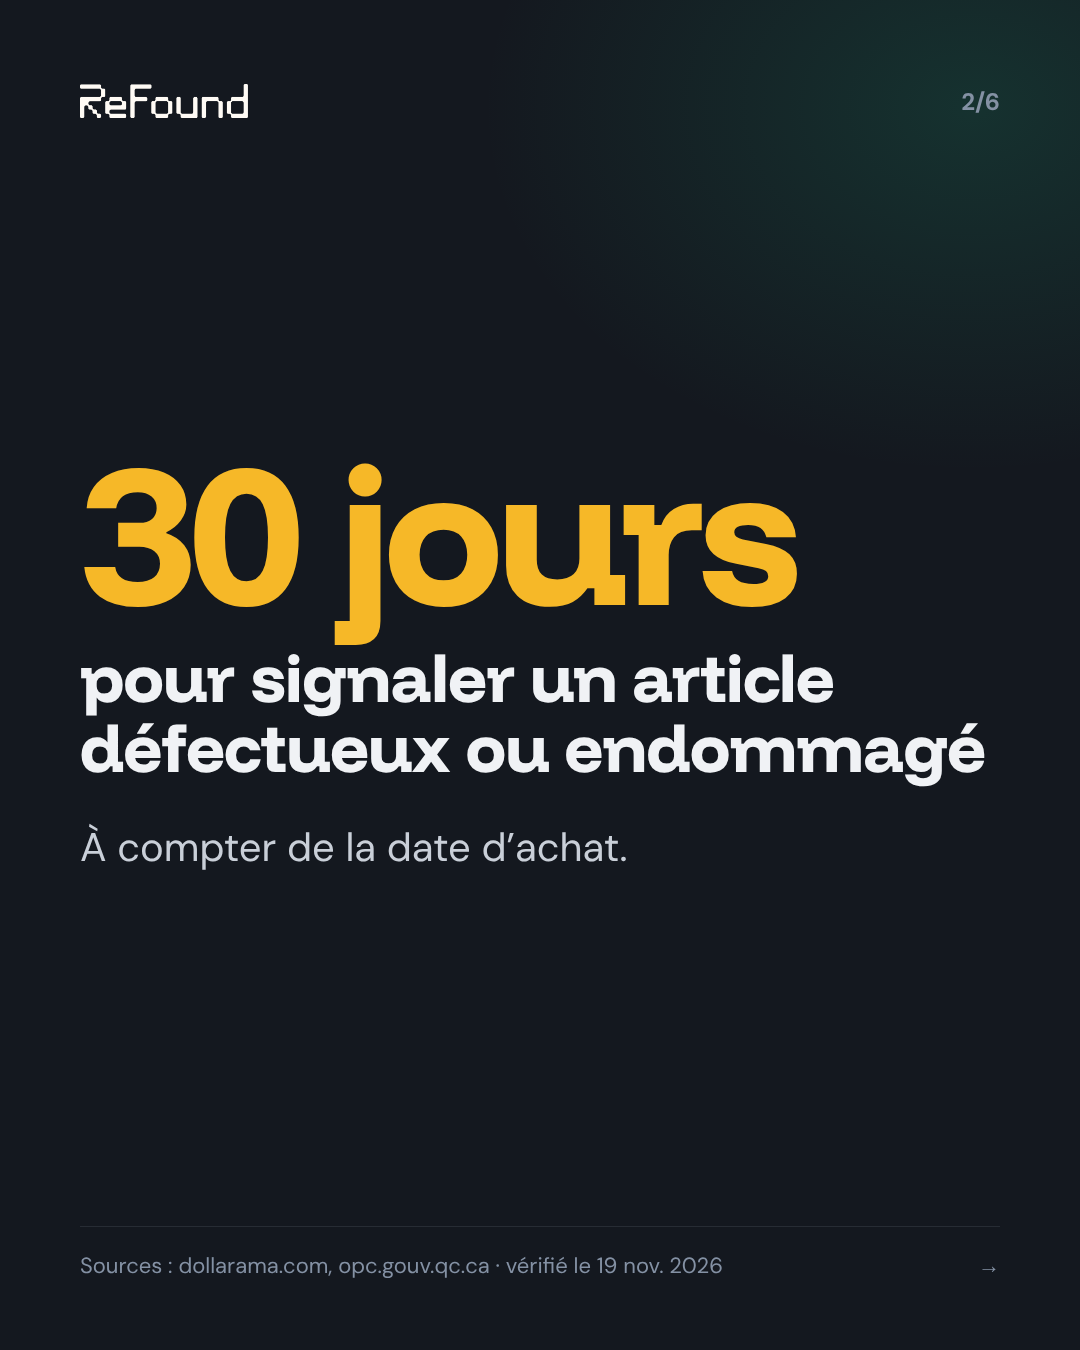 ReFound
2/6
30 jours
pour signaler un article
défectueux ou endommagé
À compter de la date d’achat.
Sources : dollarama.com, opc.gouv.qc.ca · vérifié le 19 nov. 2026 →